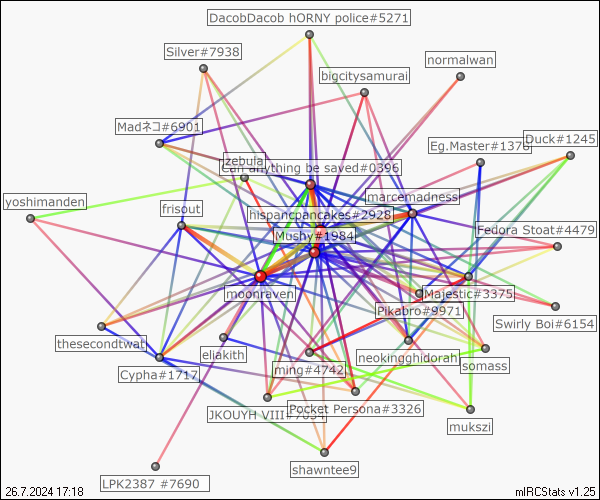 DacobDacob hORNY police#5271
Silver#7938
normalwan
bigcitysamurai
Madネコ#6901
Eg.Master#1376
Duck#1245
zebula
Can anything be saved#0396
marcemadness
yoshimanden
frisout
hispancpancakes#2928
Fedora Stoat#4479
Mushy#1984
moonraven
Majestic#3375
Pikabro#9971
Swirly Boi#6154
thesecondtwat
eliakith
neokingghidorah
somass
ming#4742
Cypha#1717
JKOUYH VIII#7034
Pocket Persona#3326
mukszi
shawntee9
LPK2387 #7690
26.7.2024 17:18
mIRCStats v1.25